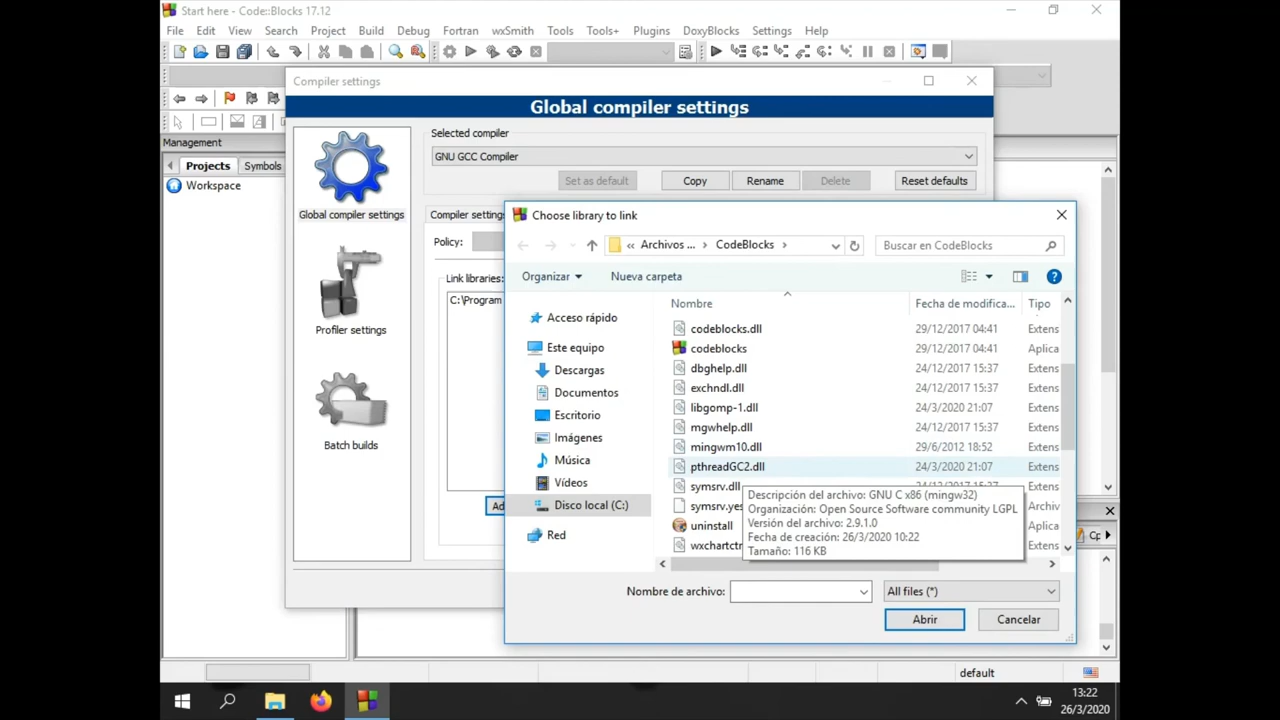 Start here - Code::Blocks 17.12
File Edit View Search Project Build Debug Fortran wxSmith Tools Tools+ Plugins DoxyBlocks Settings Help
Compiler settings
Global compiler settings
Management
Projects Symbols
Workspace
Global compiler settings
Profiler settings
Batch builds
Selected compiler
GNU GCC Compiler
Set as default Copy Rename Delete Reset defaults
Compiler settings
Policy:
Link libraries:
C:\Program
Choose library to link
« Archivos ... > CodeBlocks >
Buscar en CodeBlocks
Organizar Nueva carpeta
Acceso rápido
Este equipo
Descargas
Documentos
Escritorio
Imágenes
Música
Vídeos
Disco local (C:)
Red
Nombre Fecha de modifica... Tipo
codeblocks.dll 29/12/2017 04:41 Extens
codeblocks 29/12/2017 04:41 Aplica
dbghelp.dll 24/12/2017 15:37 Extens
exchndl.dll 24/12/2017 15:37 Extens
libgomp-1.dll 24/3/2020 21:07 Extens
mgwhelp.dll 24/12/2017 15:37 Extens
mingwm10.dll 29/6/2012 18:52 Extens
pthreadGC2.dll 24/3/2020 21:07 Extens
symsrv.dll 24/12/2017 15:37 Extens
symsrv.yes Archiv
uninstall Aplica
wxchartctr Extens
Descripción del archivo: GNU C x86 (mingw32)
Organización: Open Source Software community LGPL
Versión del archivo: 2.9.1.0
Fecha de creación: 26/3/2020 10:22
Tamaño: 116 KB
Nombre de archivo: All files (*)
Abrir Cancelar
default
13:22
26/3/2020